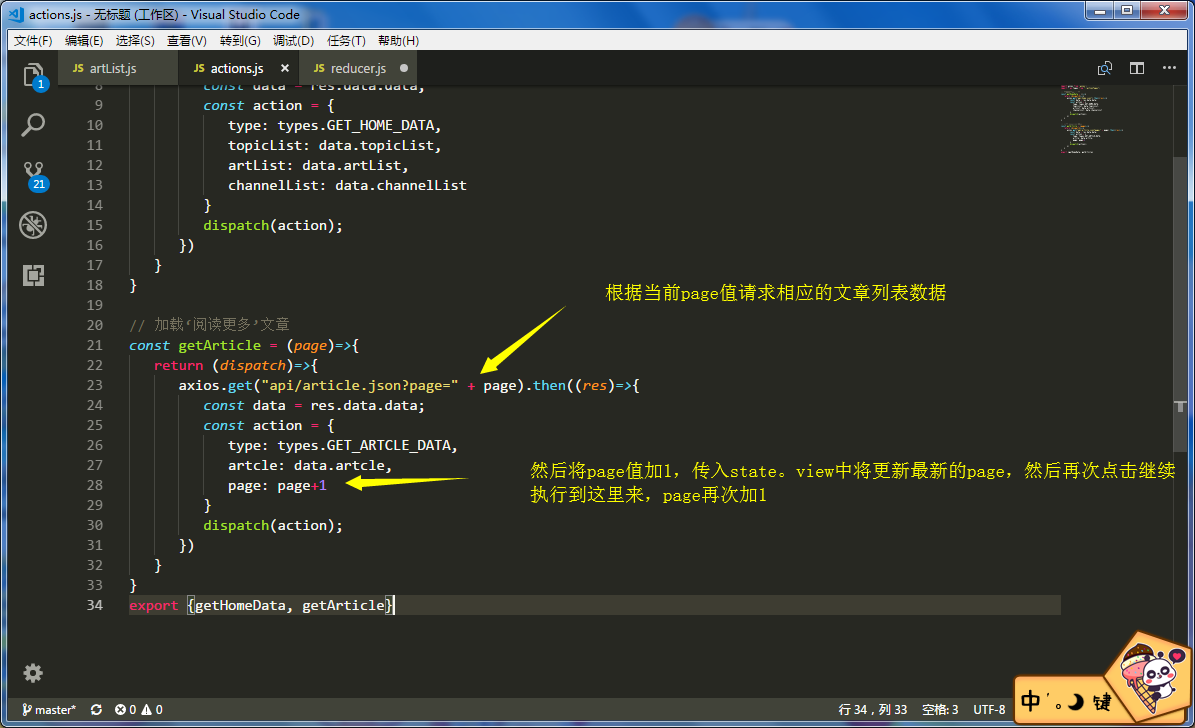 actions.js - 无标题 (工作区) - Visual Studio Code
文件(F) 编辑(E) 选择(S) 查看(V) 转到(G) 调试(D) 任务(T) 帮助(H)
JS artList.js JS actions.js × JS reducer.js ●
1
21
8 const data = res.data.data;
9 const action = {
10 type: types.GET_HOME_DATA,
11 topicList: data.topicList,
12 artList: data.artList,
13 channelList: data.channelList
14 }
15 dispatch(action);
16 })
17 }
18 }
19
20 // 加载‘阅读更多’文章
21 const getArticle = (page)=>{
22 return (dispatch)=>{
23 axios.get("api/article.json?page=" + page).then((res)=>{
24 const data = res.data.data;
25 const action = {
26 type: types.GET_ARTCLE_DATA,
27 artcle: data.artcle,
28 page: page+1
29 }
30 dispatch(action);
31 })
32 }
33 }
34 export {getHomeData, getArticle}
根据当前page值请求相应的文章列表数据
然后将page值加1，传入state。view中将更新最新的page，然后再次点击继续
执行到这里来，page再次加1
master* 0 0 行 34，列 33 空格: 3 UTF-8
中 ’。 键